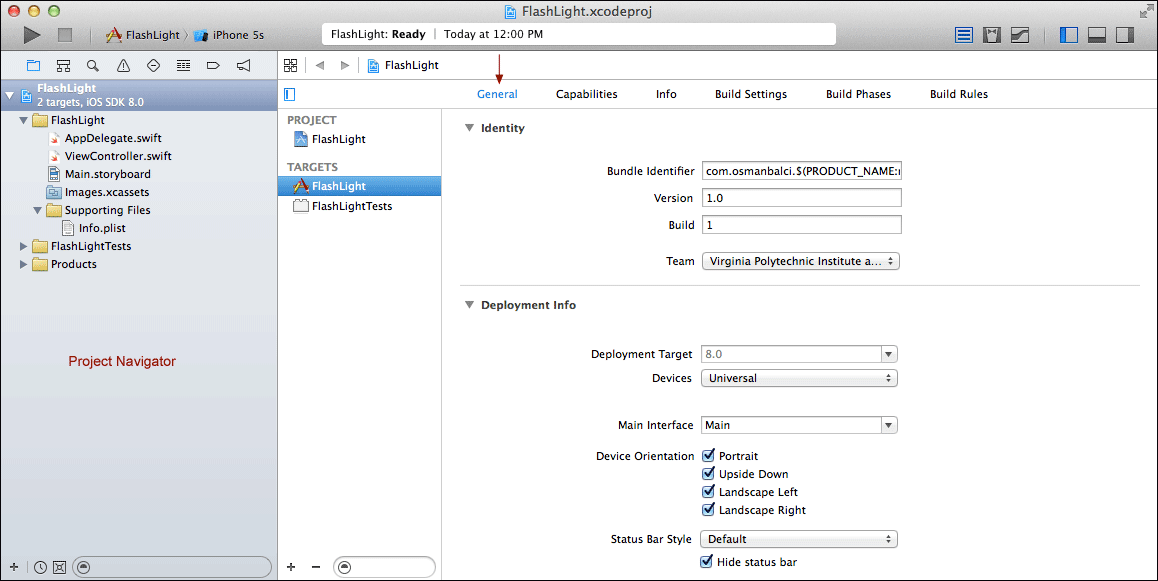 FlashLight.xcodeproj
FlashLight iPhone 5s
FlashLight: Ready | Today at 12:00 PM
FlashLight
General Capabilities Info Build Settings Build Phases Build Rules
FlashLight
2 targets, iOS SDK 8.0
FlashLight
AppDelegate.swift
ViewController.swift
Main.storyboard
Images.xcassets
Supporting Files
Info.plist
FlashLightTests
Products
Project Navigator
PROJECT
FlashLight
TARGETS
FlashLight
FlashLightTests
Identity
Bundle Identifier com.osmanbalci.$(PRODUCT_NAME:
Version 1.0
Build 1
Team Virginia Polytechnic Institute a...
Deployment Info
Deployment Target 8.0
Devices Universal
Main Interface Main
Device Orientation Portrait
Upside Down
Landscape Left
Landscape Right
Status Bar Style Default
Hide status bar